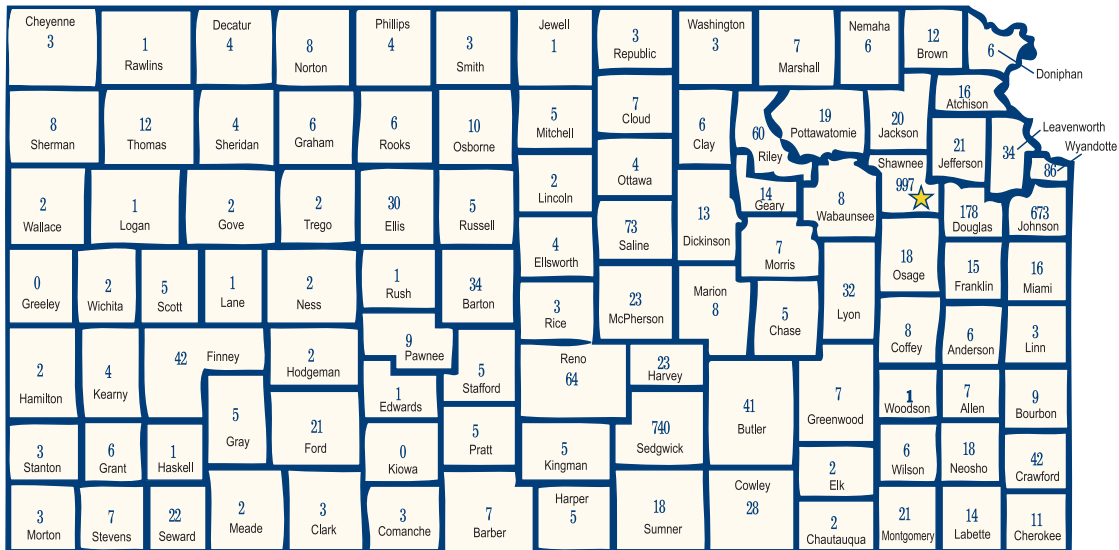 Cheyenne
3
1
Rawlins
Decatur
4
8
Norton
Phillips
4
3
Smith
Jewell
1
3
Republic
Washington
3
7
Marshall
Nemaha
6
12
Brown
6
Doniphan
8
Sherman
12
Thomas
4
Sheridan
6
Graham
6
Rooks
10
Osborne
5
Mitchell
7
Cloud
6
Clay
60
Riley
19
Pottawatomie
20
Jackson
16
Atchison
21
Jefferson
34
Leavenworth
Wyandotte
86
2
Wallace
1
Logan
2
Gove
2
Trego
30
Ellis
5
Russell
2
Lincoln
4
Ottawa
73
Saline
13
Dickinson
14
Geary
8
Wabaunsee
Shawnee
997
178
Douglas
673
Johnson
4
Ellsworth
7
Morris
18
Osage
15
Franklin
16
Miami
0
Greeley
2
Wichita
5
Scott
1
Lane
2
Ness
1
Rush
34
Barton
3
Rice
23
McPherson
Marion
8
5
Chase
32
Lyon
8
Coffey
6
Anderson
3
Linn
2
Hamilton
4
Kearny
42
Finney
2
Hodgeman
9
Pawnee
5
Stafford
Reno
64
23
Harvey
1
Edwards
5
Gray
21
Ford
0
Kiowa
5
Pratt
5
Kingman
740
Sedgwick
41
Butler
7
Greenwood
1
Woodson
7
Allen
9
Bourbon
3
Stanton
6
Grant
1
Haskell
2
Elk
6
Wilson
18
Neosho
42
Crawford
3
Morton
7
Stevens
22
Seward
2
Meade
3
Clark
3
Comanche
7
Barber
Harper
5
18
Sumner
Cowley
28
2
Chautauqua
21
Montgomery
14
Labette
11
Cherokee